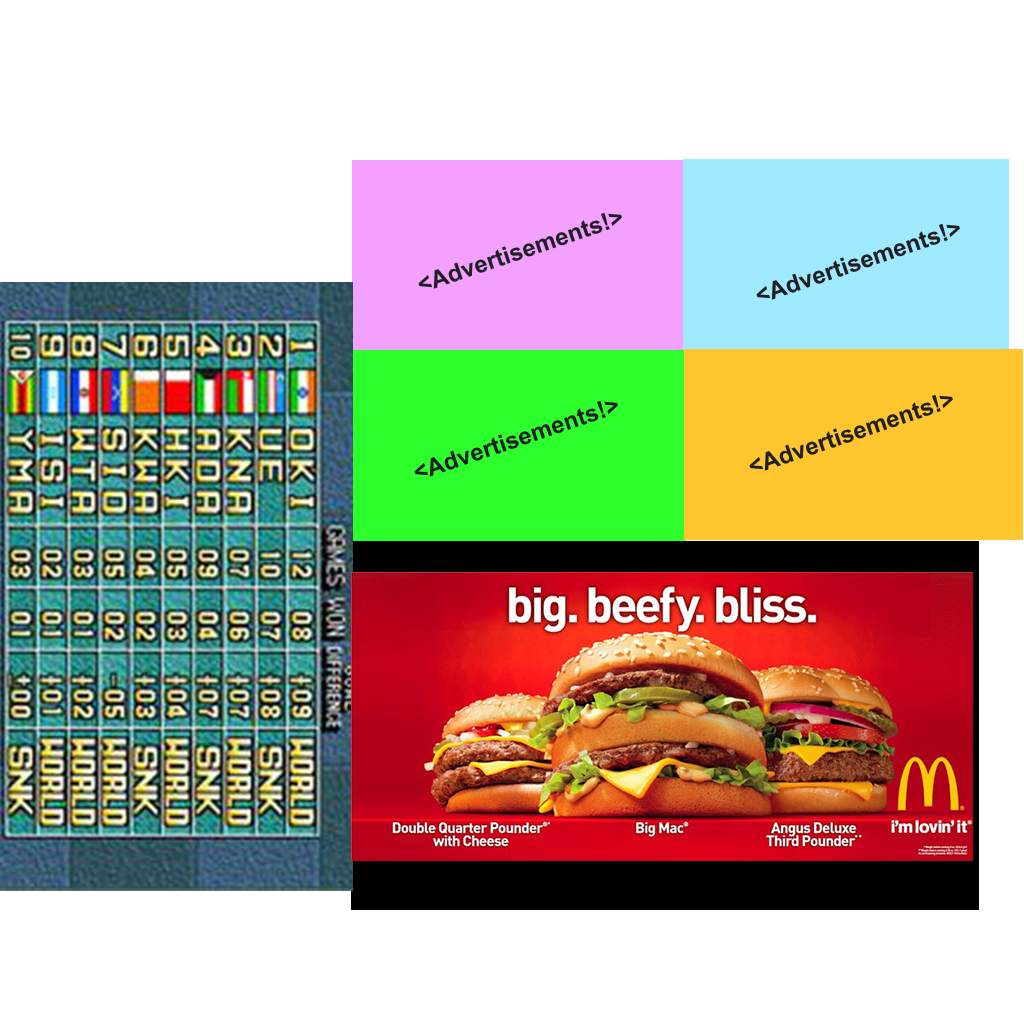 <Advertisements!>
<Advertisements!>
<Advertisements!>
<Advertisements!>
GAMES WON DIFFERENCE
1 OKI 12 08 +09 WORLD
2 UE 10 07 +08 SNK
3 KNA 07 06 +07 WORLD
4 ADA 09 04 +07 SNK
5 HKI 05 03 +04 WORLD
6 KWA 04 02 +03 SNK
7 SIO 05 02 -05 WORLD
8 WTA 03 01 +02 WORLD
9 ISI 02 01 +01 WORLD
10 YMA 03 01 +00 SNK
big. beefy. bliss.
Double Quarter Pounder®*
with Cheese
Big Mac®
Angus Deluxe
Third Pounder**
i'm lovin' it®